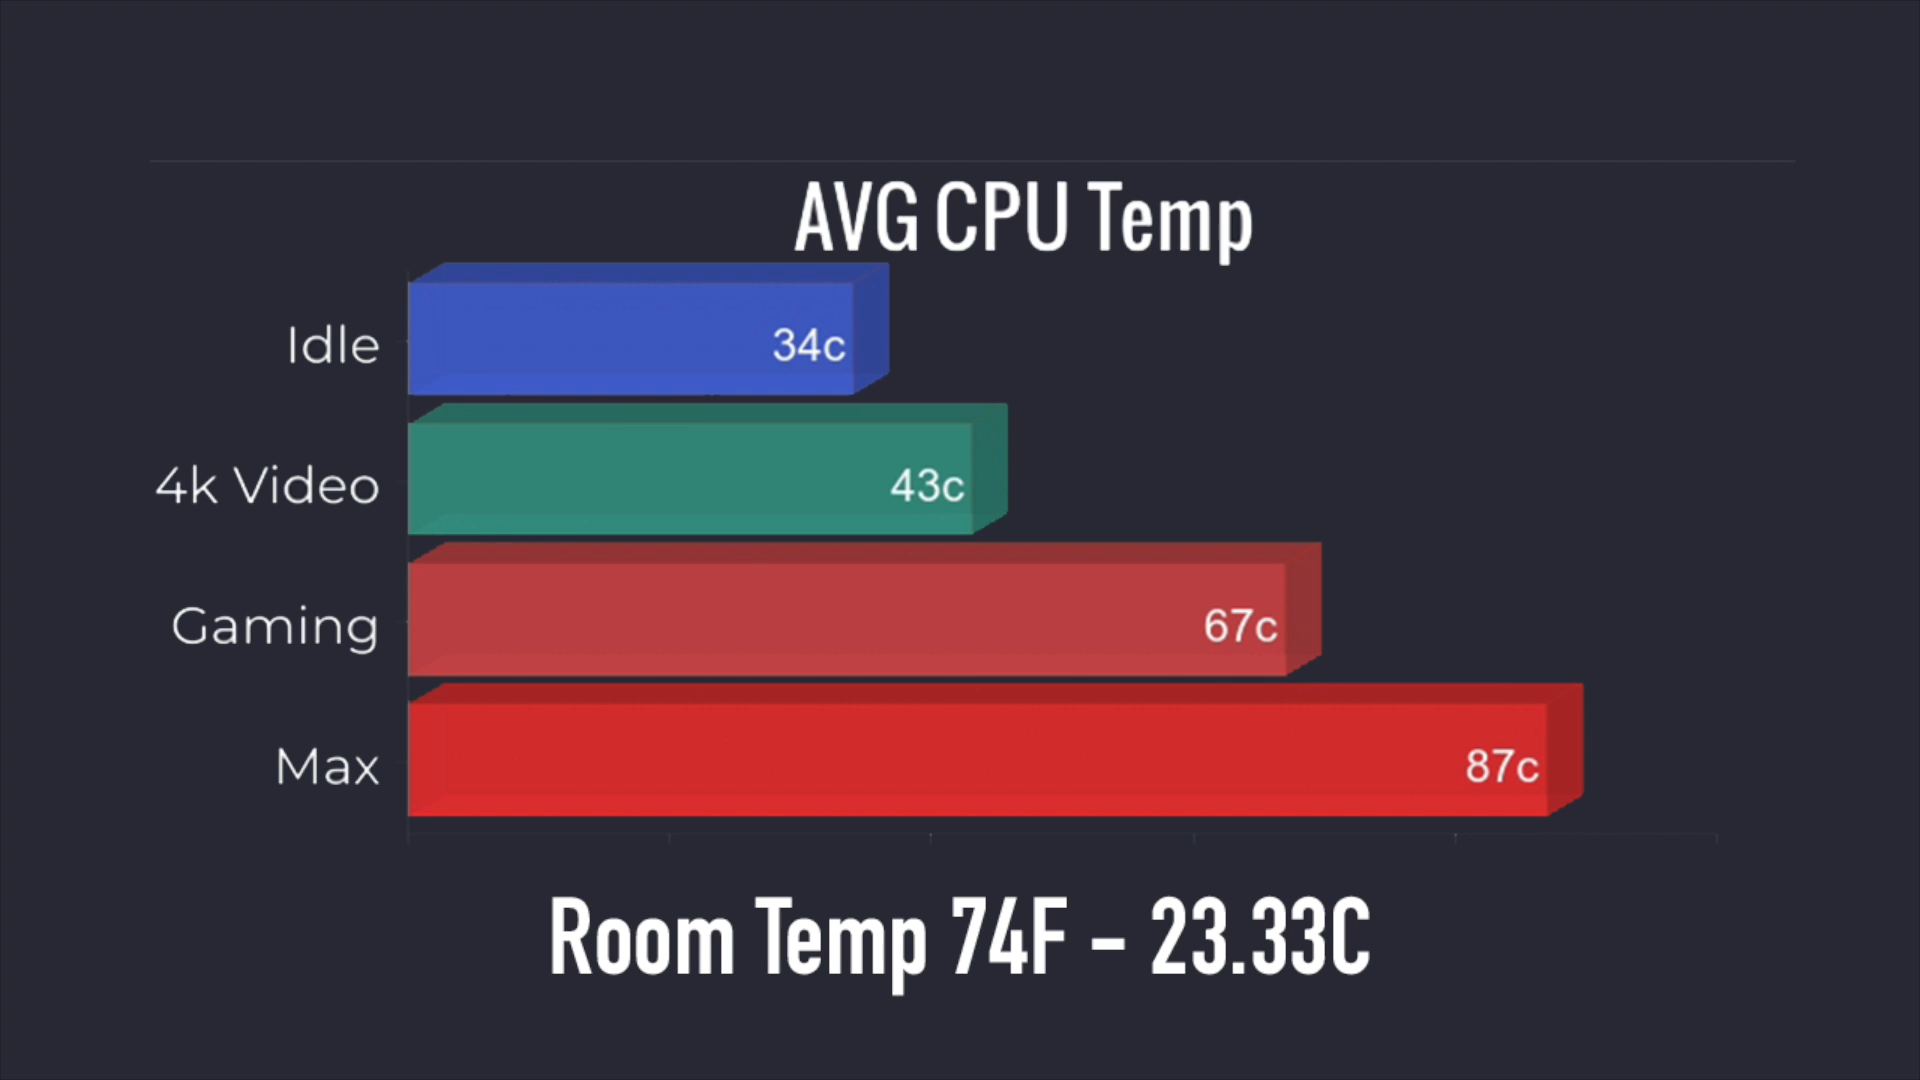 AVG CPU Temp
Idle 34c
4k Video 43c
Gaming 67c
Max 87c
Room Temp 74F - 23.33C